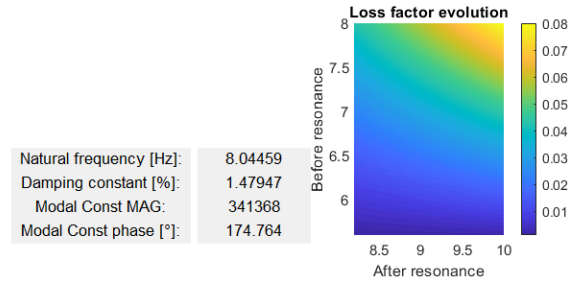 Loss factor evolution
Natural frequency [Hz]: 8.04459
Damping constant [%]: 1.47947
Modal Const MAG: 341368
Modal Const phase [°]: 174.764
Before resonance
8
7.5
7
6.5
6
8.5 9 9.5 10
After resonance
0.08
0.07
0.06
0.05
0.04
0.03
0.02
0.01